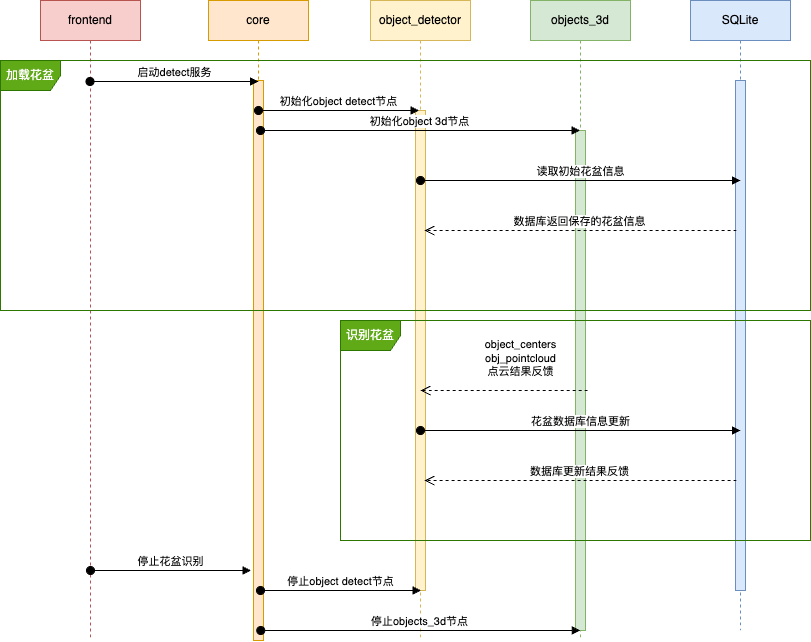 frontend
core
object_detector
objects_3d
SQLite
加载花盆
启动detect服务
初始化object detect节点
初始化object 3d节点
读取初始花盆信息
数据库返回保存的花盆信息
识别花盆
object_centers
obj_pointcloud
点云结果反馈
花盆数据库信息更新
数据库更新结果反馈
停止花盆识别
停止object detect节点
停止objects_3d节点